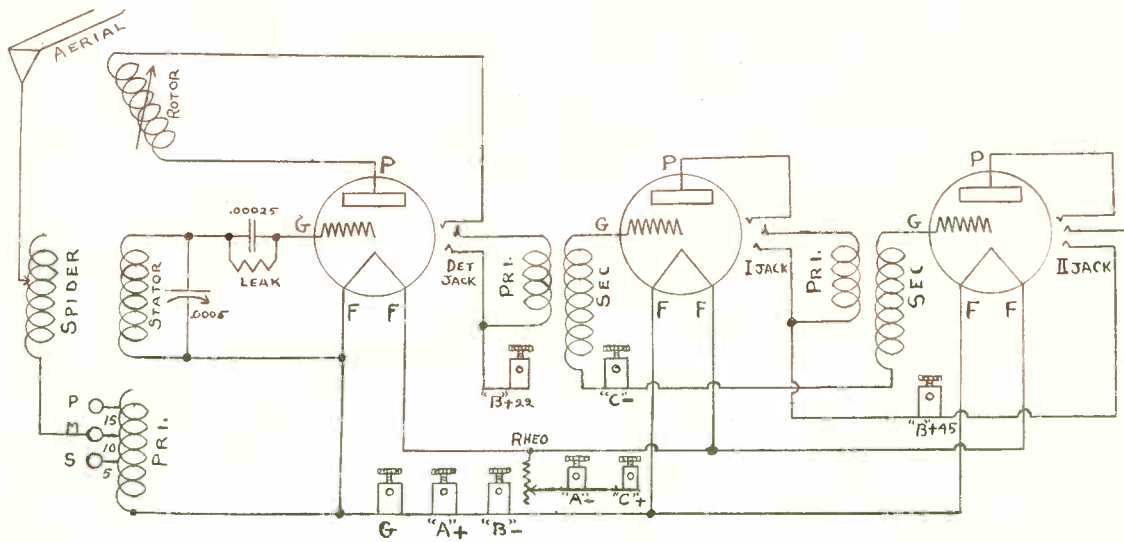 AERIAL
ROTOR
P
P
P
.00025
G
G
G
LEAK
DET
JACK
I JACK
II JACK
SPIDER
STATOR
.0005
PRI.
SEC
PRI.
SEC
F F
F F
F F
"B"+22
"C"-
"B"+45
P
15
M
10
S
5
PRI.
RHEO
"A"-
"C"+
G
"A"+
"B"-